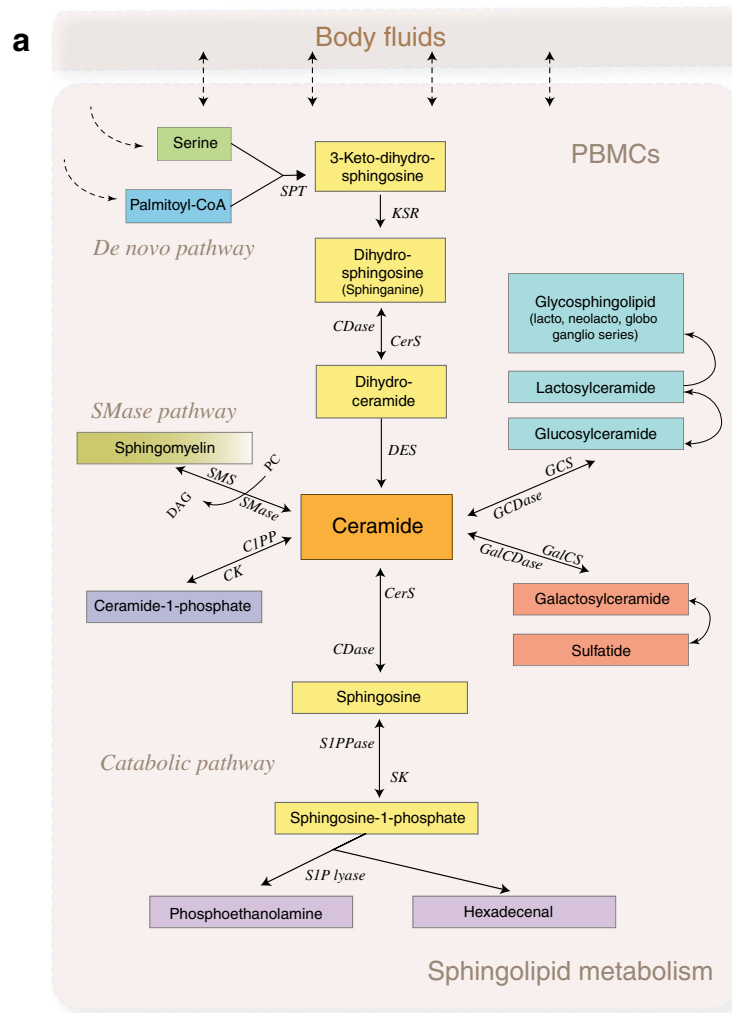 a
Body fluids
PBMCs
Serine
Palmitoyl-CoA
SPT
3-Keto-dihydro-
sphingosine
De novo pathway
KSR
Dihydro-
sphingosine
(Sphinganine)
CDase
CerS
Dihydro-
ceramide
Glycosphingolipid
(lacto, neolacto, globo
ganglio series)
Lactosylceramide
Glucosylceramide
SMase pathway
Sphingomyelin
DES
SMS
PC
DAG
SMase
GCS
GCDase
Ceramide
C1PP
CK
Ceramide-1-phosphate
GalCS
GalCDase
Galactosylceramide
Sulfatide
CerS
CDase
Sphingosine
S1PPase
SK
Catabolic pathway
Sphingosine-1-phosphate
S1P lyase
Phosphoethanolamine
Hexadecenal
Sphingolipid metabolism